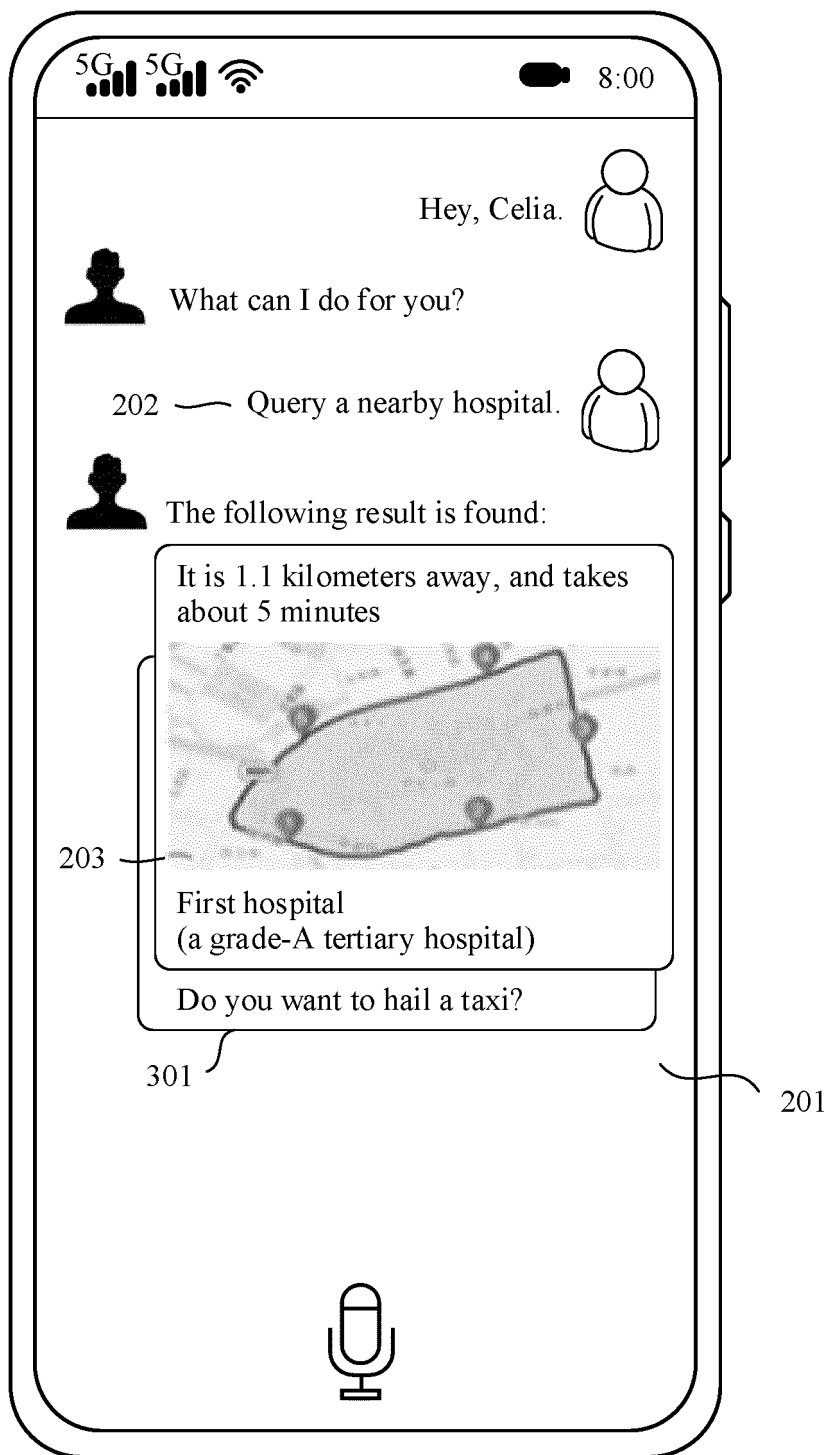 5G 5G 8:00
Hey, Celia.
What can I do for you?
202 Query a nearby hospital.
The following result is found:
It is 1.1 kilometers away, and takes
about 5 minutes
203
First hospital
(a grade-A tertiary hospital)
Do you want to hail a taxi?
301
201